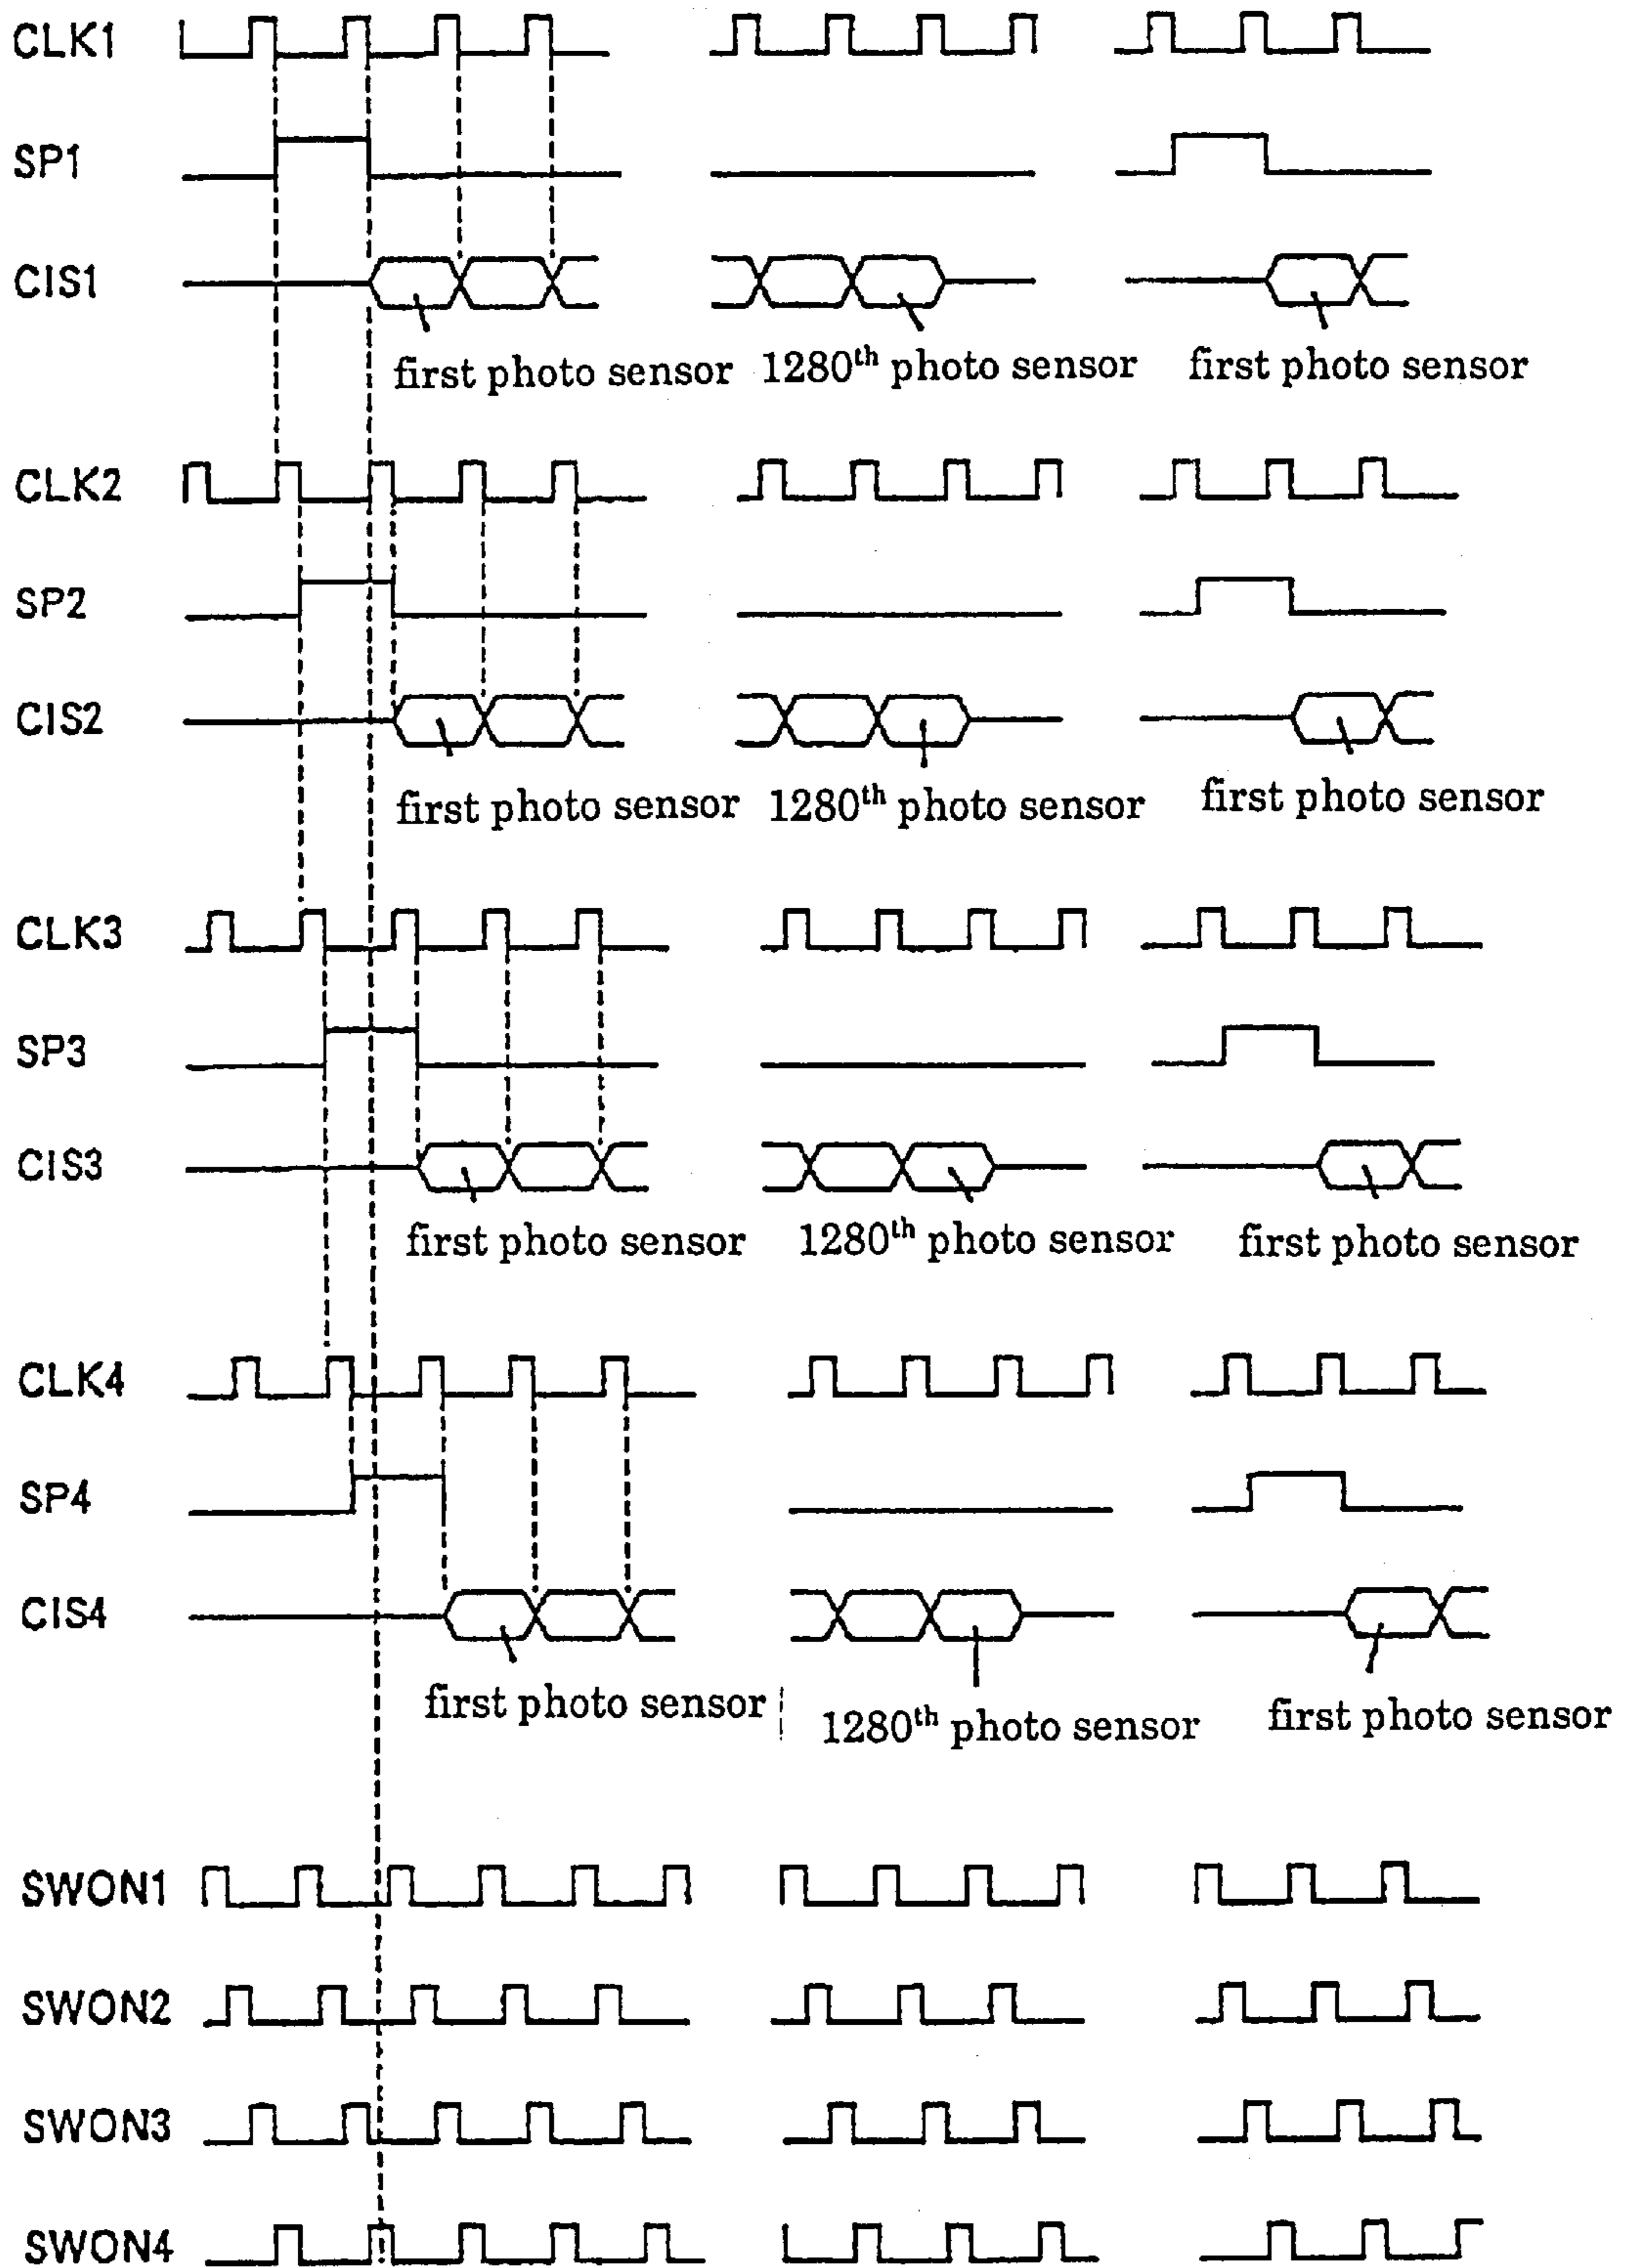 CLK1
SP1
CIS1
first photo sensor 1280th photo sensor first photo sensor
CLK2
SP2
CIS2
first photo sensor 1280th photo sensor first photo sensor
CLK3
SP3
CIS3
first photo sensor 1280th photo sensor first photo sensor
CLK4
SP4
CIS4
first photo sensor 1280th photo sensor first photo sensor
SWON1
SWON2
SWON3
SWON4